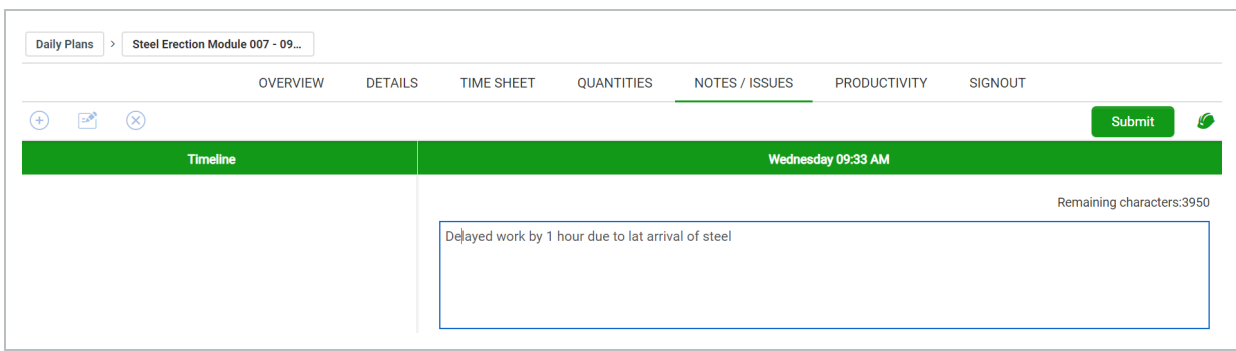 Daily Plans > Steel Erection Module 007 - 09...
OVERVIEW DETAILS TIME SHEET QUANTITIES NOTES / ISSUES PRODUCTIVITY SIGNOUT
Submit
Timeline Wednesday 09:33 AM
Remaining characters:3950
Delayed work by 1 hour due to lat arrival of steel